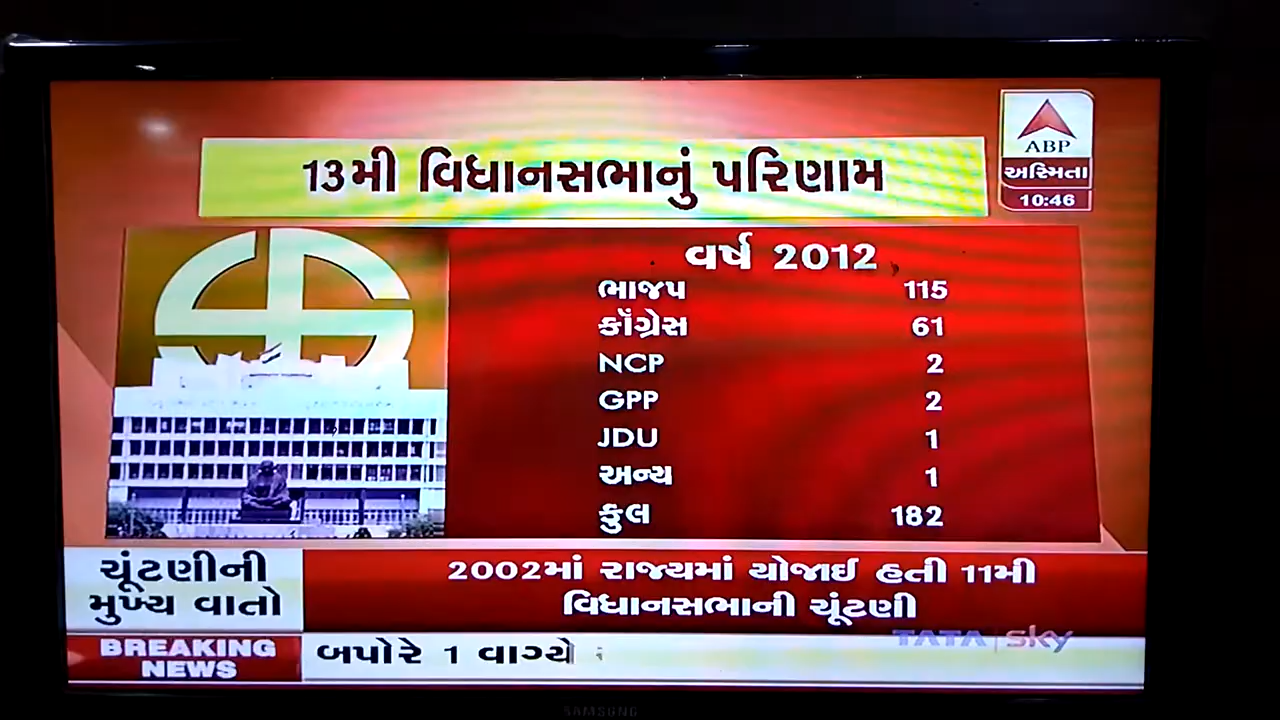 ABP
અસ્મિતા
10:46
13મી વિધાનસભાનું પરિણામ
વર્ષ 2012
ભાજપ 115
કૉંગ્રેસ 61
NCP 2
GPP 2
JDU 1
અન્ય 1
કુલ 182
ચૂંટણીની
મુખ્ય વાતો
2002માં રાજ્યમાં યોજાઈ હતી 11મી
વિધાનસભાની ચૂંટણી
TATA Sky
BREAKING
NEWS
બપોરે 1 વાગ્યે
SAMSUNG